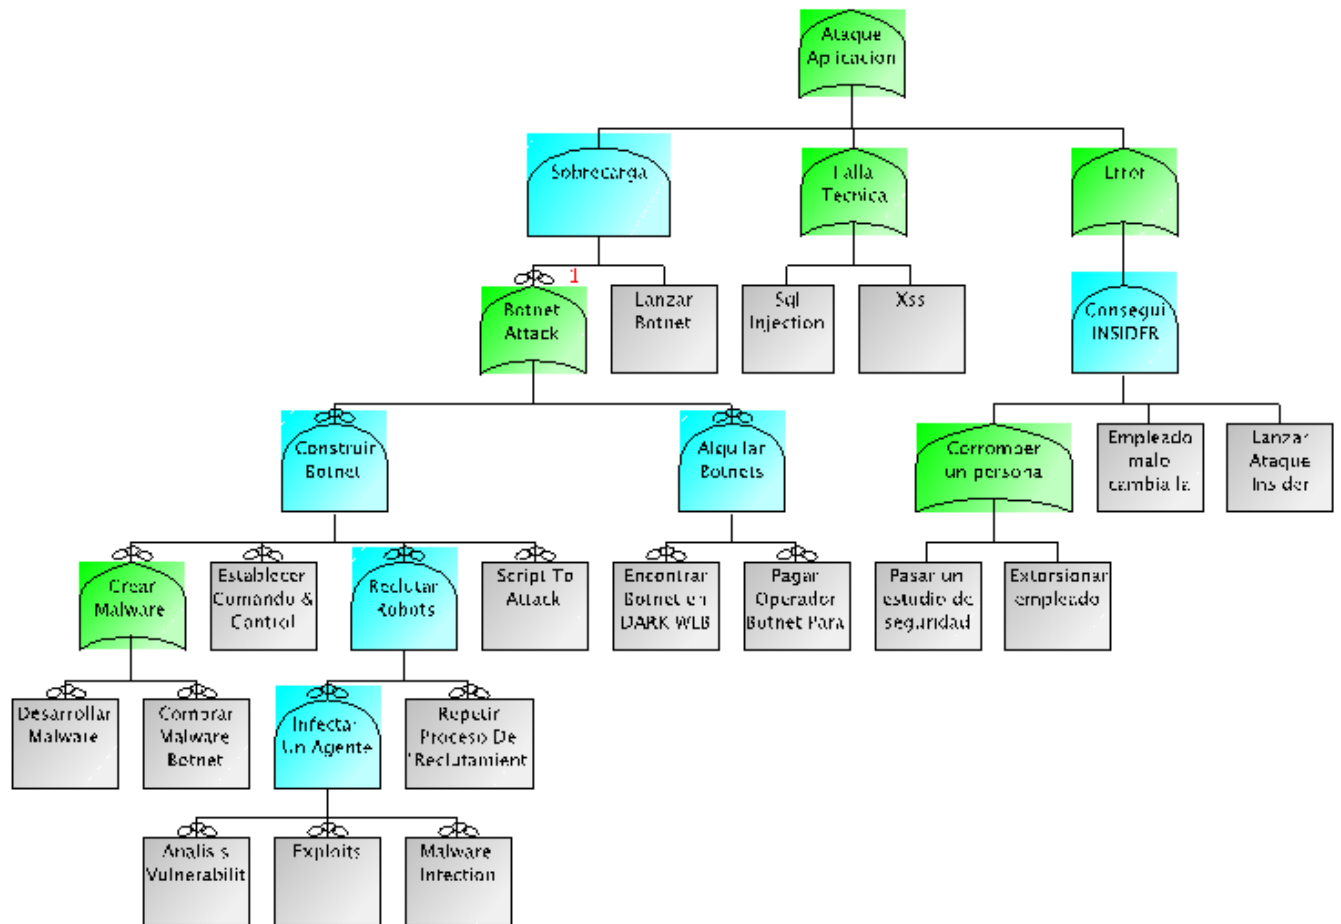 Ataque
Aplicacion
Sobrecarga
Falla
Tecnica
Error
1
Botnet
Attack
Lanzar
Botnet
Sql
Injection
Xss
Consegui
INSIDER
Construir
Botnet
Alquilar
Botnets
Corromper
un persona
Empleado
malo
cambia la
Lanzar
Ataque
Insider
Crear
Malware
Establecer
Comando &
Control
Reclutar
Robots
Script To
Attack
Encontrar
Botnet en
DARK WEB
Pagar
Operador
Botnet Para
Pasar un
estudio de
seguridad
Extorsionar
empleado
Desarrollar
Malware
Comprar
Malware
Botnet
Infectar
Un Agente
Repetir
Proceso De
'Reclutamient
Analisis
Vulnerabilit
Exploits
Malware
Infection